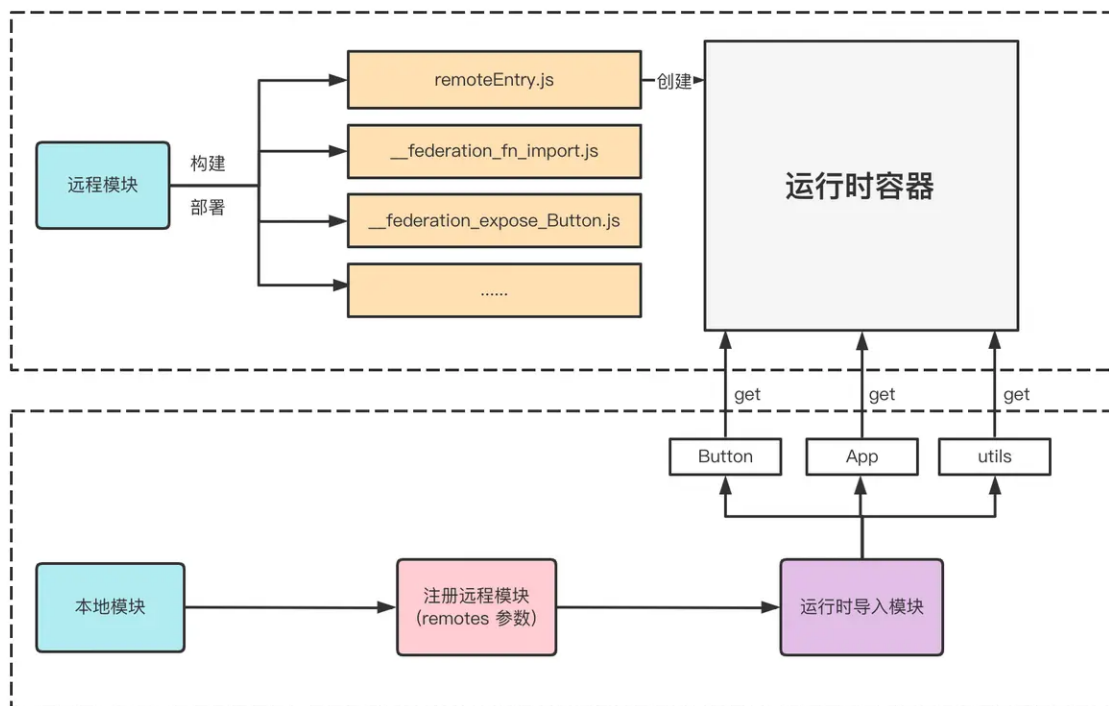 remoteEntry.js
创建
__federation_fn_import.js
运行时容器
远程模块
构建
部署
__federation_expose_Button.js
......
get
get
get
Button
App
utils
本地模块
注册远程模块
(remotes 参数)
运行时导入模块